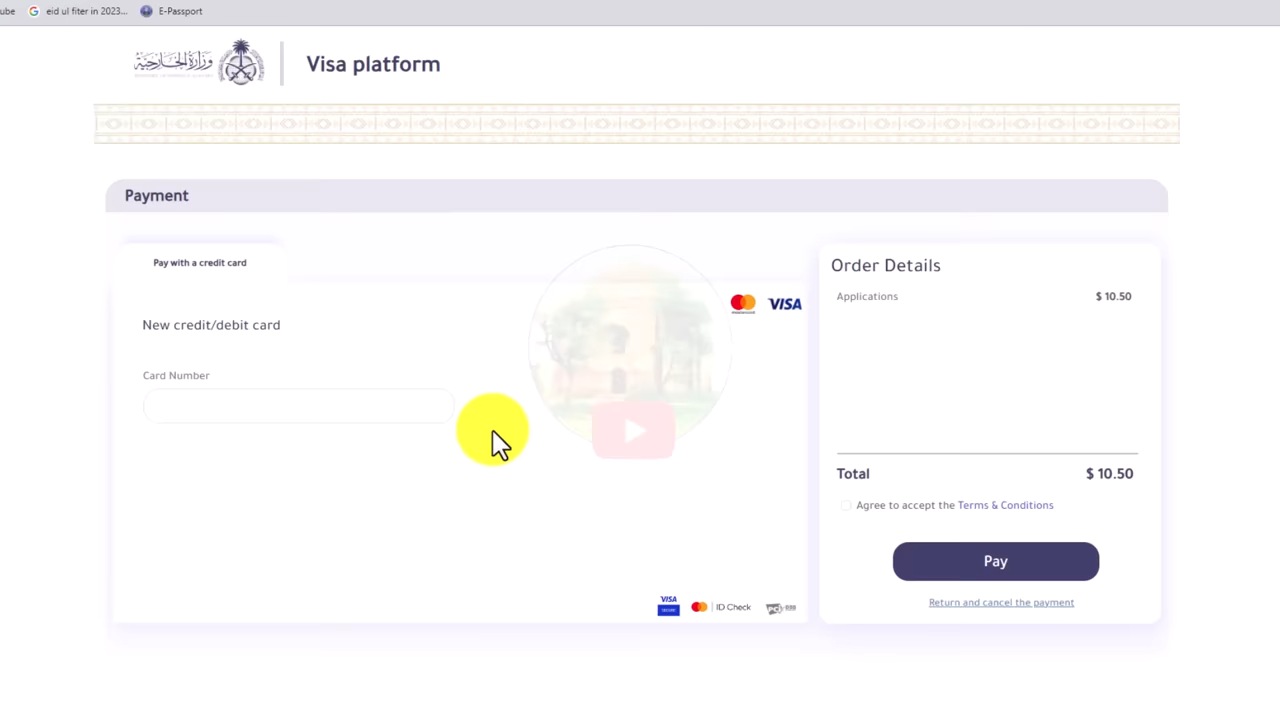 ube
eid ul fiter in 2023...
E-Passport
وزارة الخارجية
Visa platform
Payment
Pay with a credit card
VISA
New credit/debit card
Card Number
VISA
ID Check
Order Details
Applications
$ 10.50
Total
$ 10.50
Agree to accept the Terms & Conditions
Pay
Return and cancel the payment